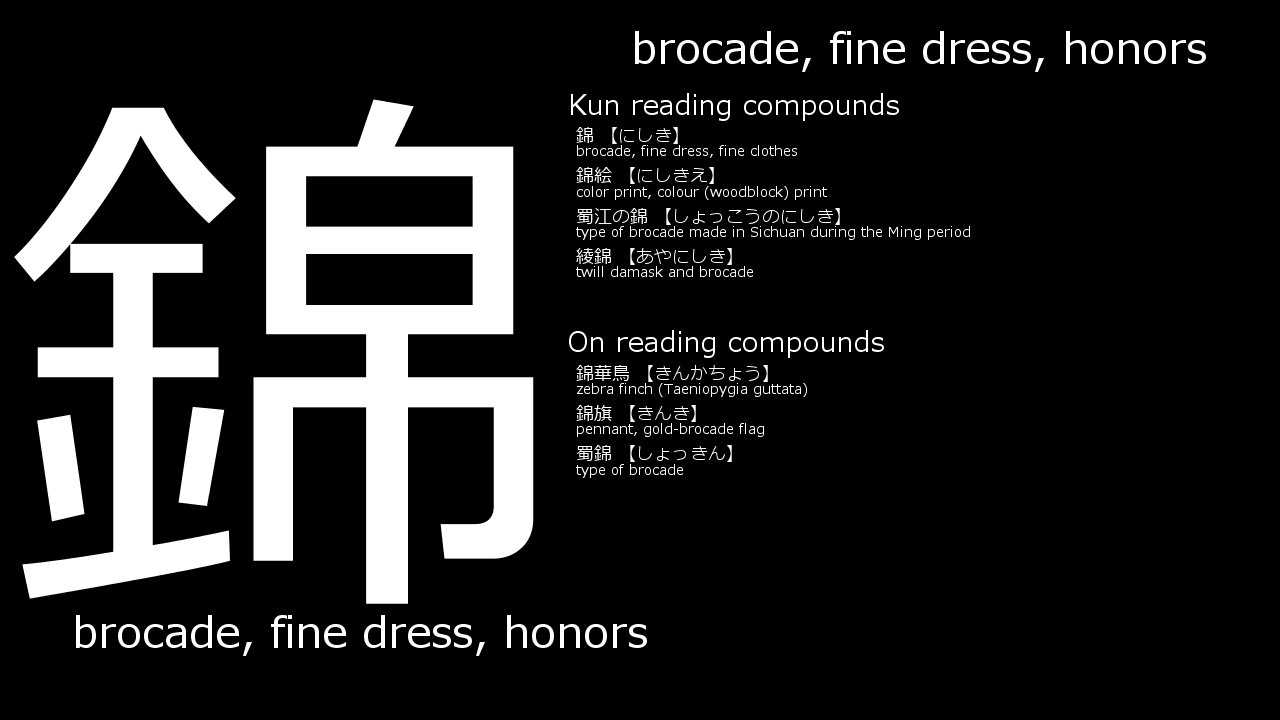 brocade, fine dress, honors
錦
Kun reading compounds
錦 【にしき】
brocade, fine dress, fine clothes
錦絵 【にしきえ】
color print, colour (woodblock) print
蜀江の錦 【しょっこうのにしき】
type of brocade made in Sichuan during the Ming period
綾錦 【あやにしき】
twill damask and brocade
On reading compounds
錦華鳥 【きんかちょう】
zebra finch (Taeniopygia guttata)
錦旗 【きんき】
pennant, gold-brocade flag
蜀錦 【しょっきん】
type of brocade
brocade, fine dress, honors